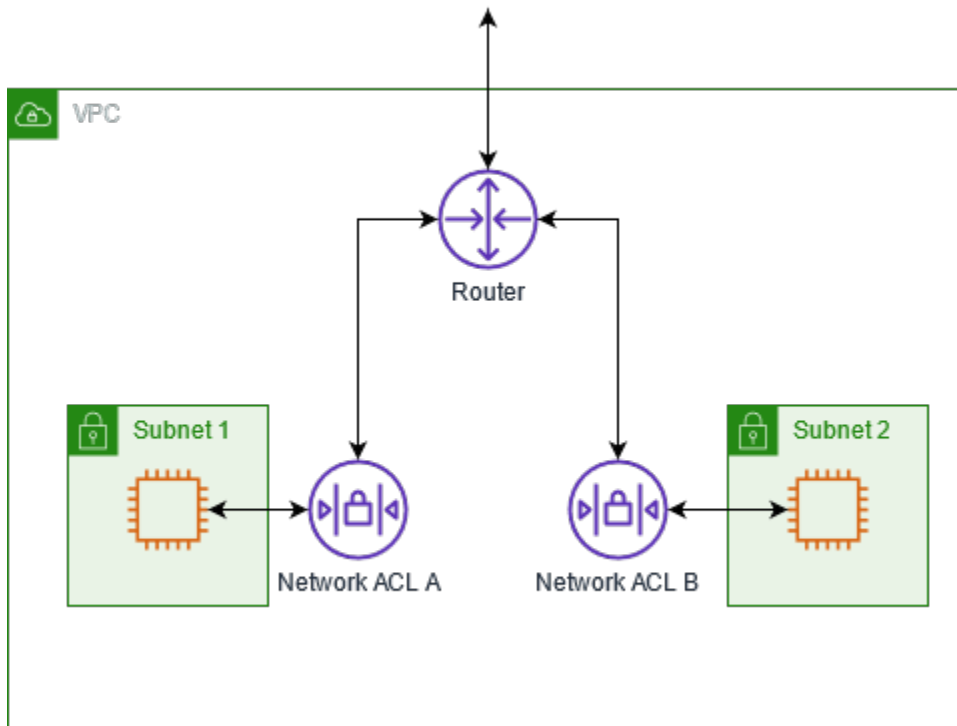 VPC
Router
Subnet 1
Subnet 2
Network ACL A
Network ACL B